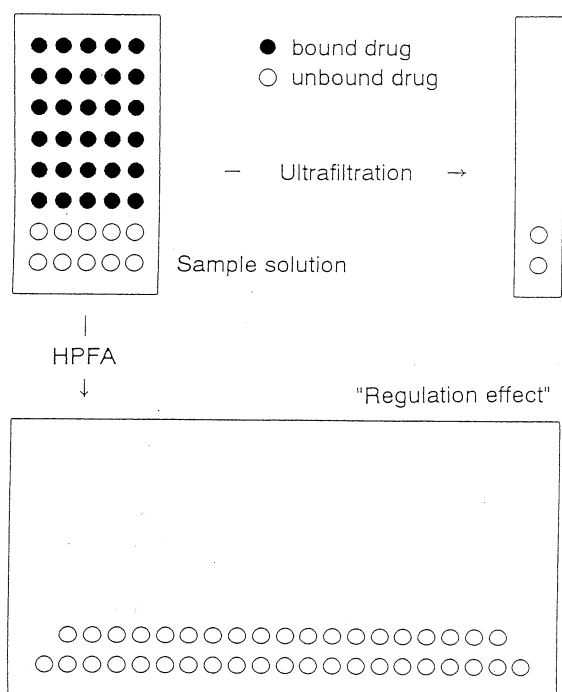 bound drug
unbound drug
– Ultrafiltration →
Sample solution
HPFA
↓
"Regulation effect"